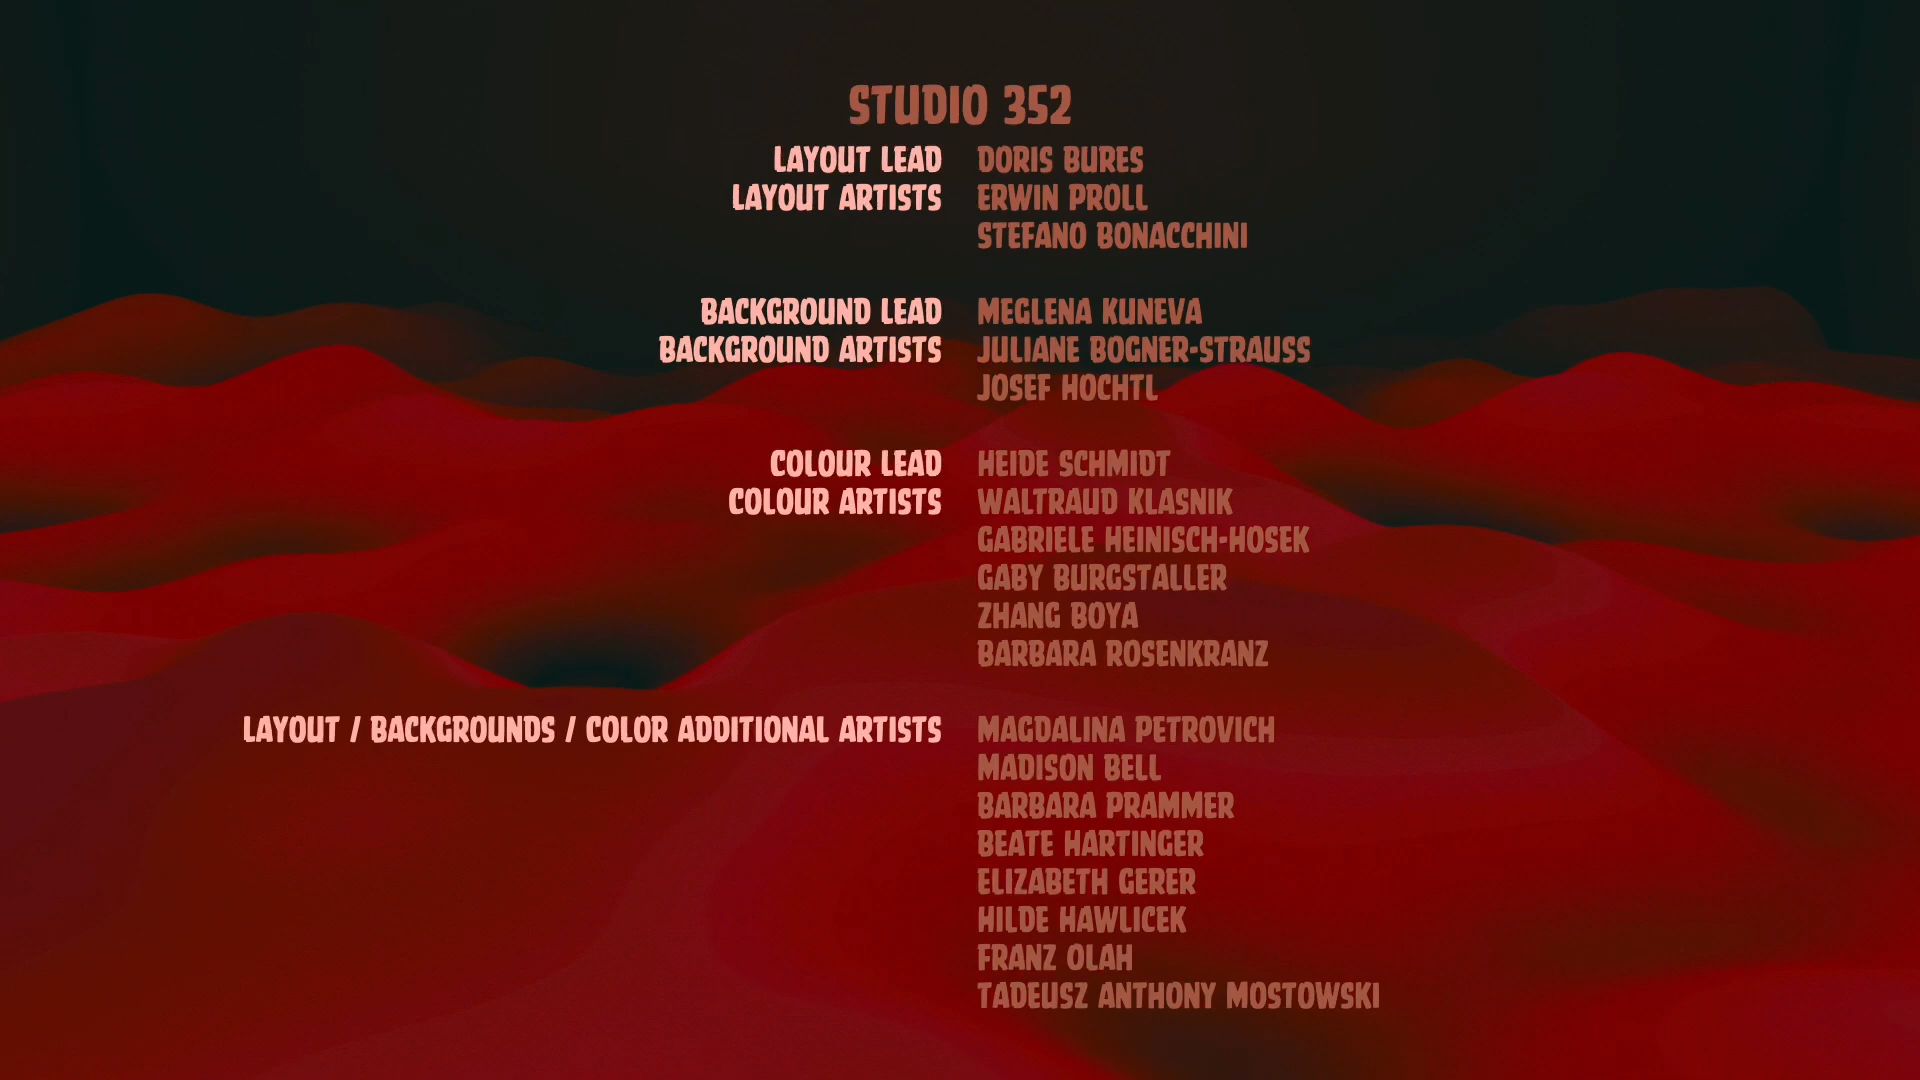 STUDIO 352
LAYOUT LEAD DORIS BURES
LAYOUT ARTISTS ERWIN PROLL
STEFANO BONACCHINI
BACKGROUND LEAD MEGLENA KUNEVA
BACKGROUND ARTISTS JULIANE BOGNER-STRAUSS
JOSEF HOCHTL
COLOUR LEAD HEIDE SCHMIDT
COLOUR ARTISTS WALTRAUD KLASNIK
GABRIELE HEINISCH-HOSEK
GABY BURGSTALLER
ZHANG BOYA
BARBARA ROSENKRANZ
LAYOUT / BACKGROUNDS / COLOR ADDITIONAL ARTISTS MAGDALINA PETROVICH
MADISON BELL
BARBARA PRAMMER
BEATE HARTINGER
ELIZABETH GERER
HILDE HAWLICEK
FRANZ OLAH
TADEUSZ ANTHONY MOSTOWSKI